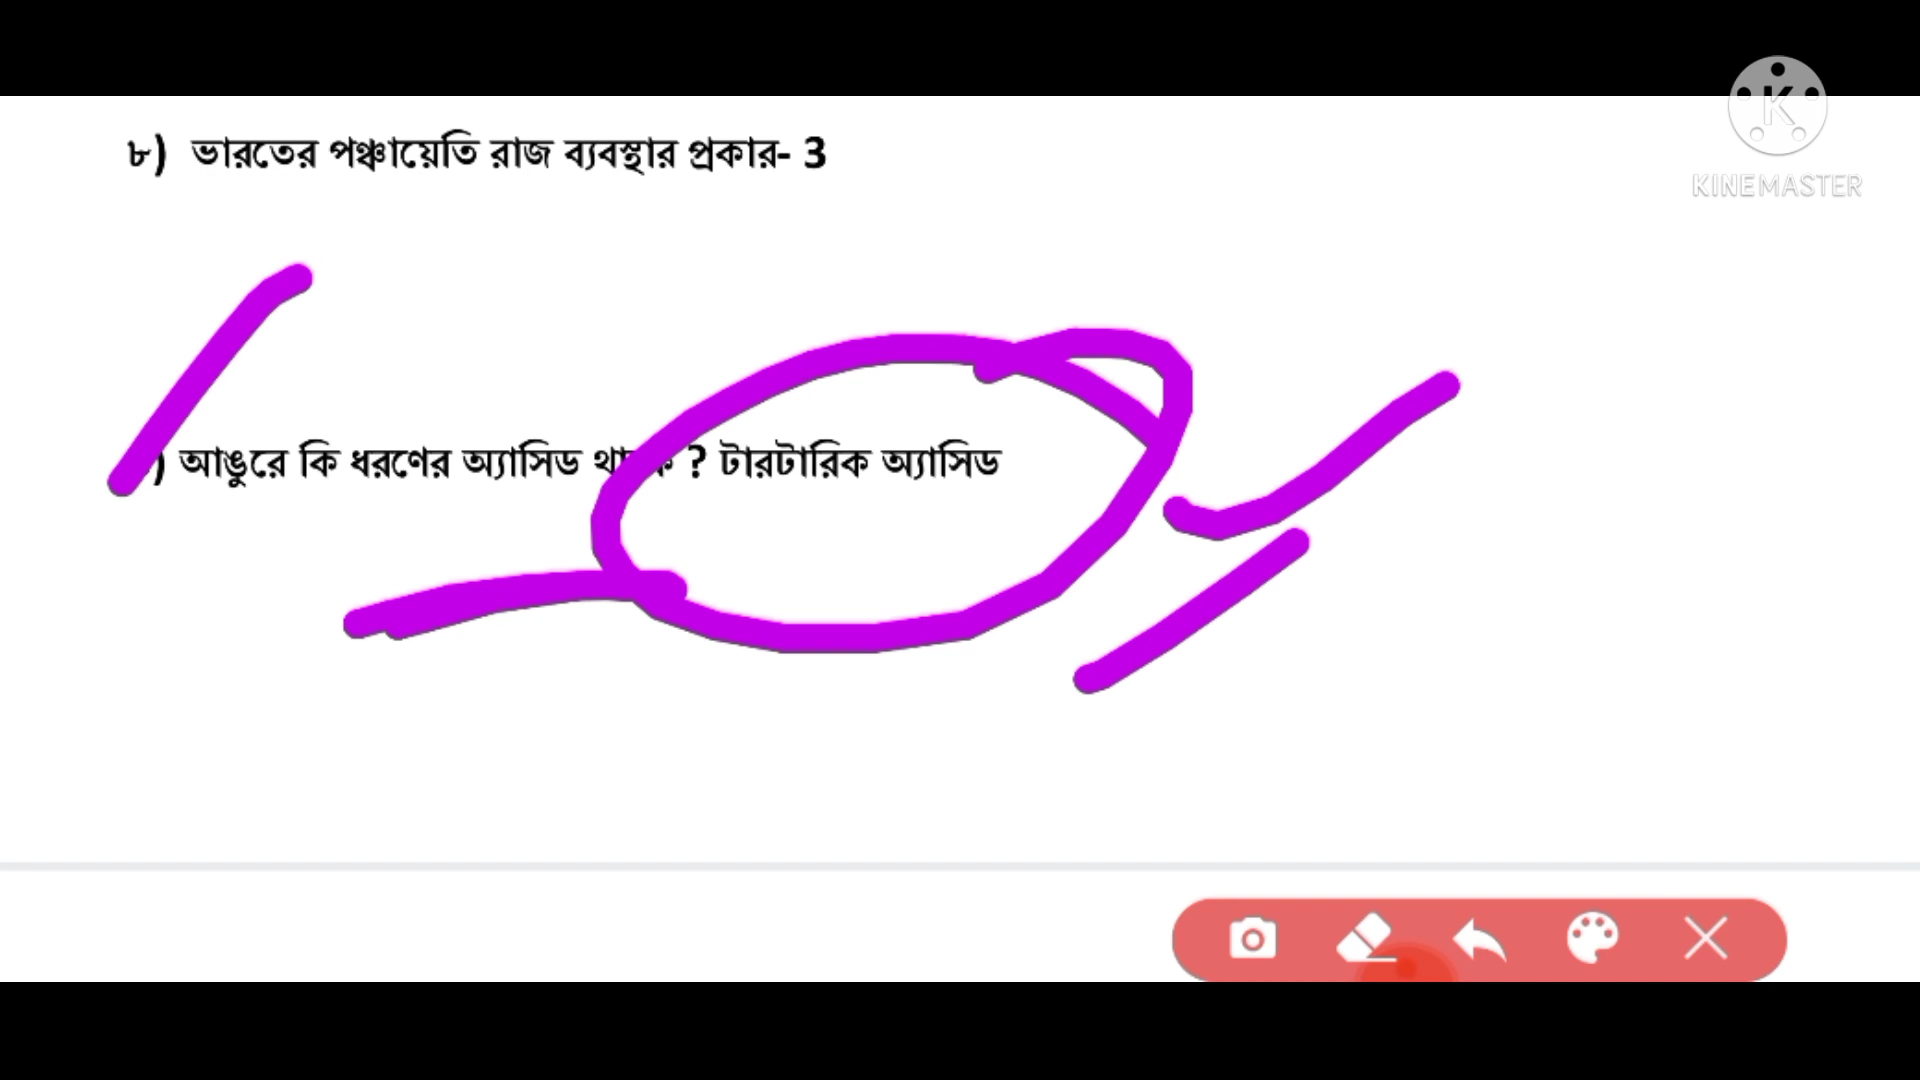 ৮) ভারতের পঞ্চায়েতি রাজ ব্যবস্থার প্রকার- 3
K
KINEMASTER
) আঙুরে কি ধরণের অ্যাসিড ? টারটারিক অ্যাসিড